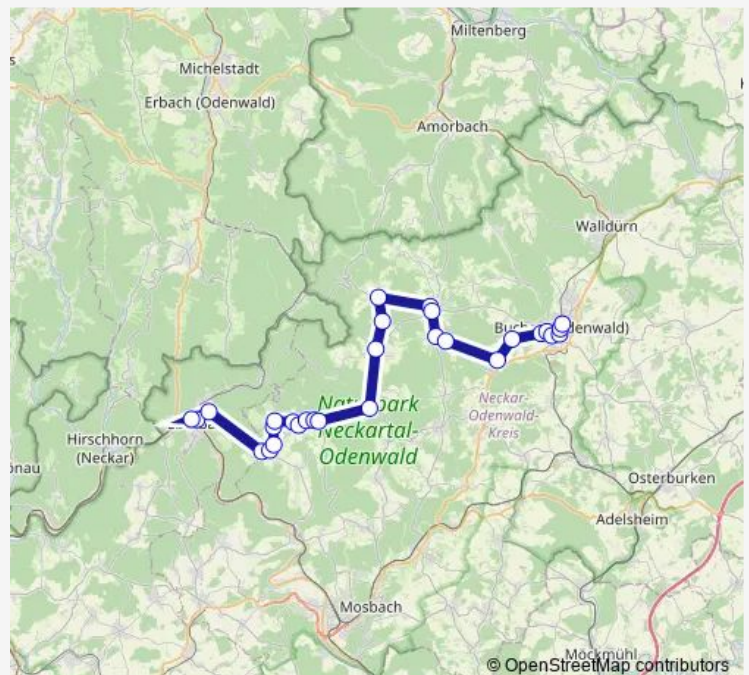 Miltenberg
Michelstadt
Erbach (Odenwald)
Amorbach
Walldürn
Buch
denwald)
Naturpark
Neckartal-
Odenwald
Neckar-
Odenwald-
Kreis
Hirschhorn
(Neckar)
önau
Osterburken
Adelsheim
Mosbach
Möckmühl
© OpenStreetMap contributors